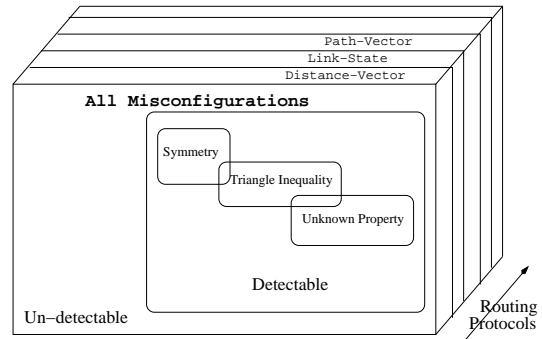 Path-Vector
Link-State
Distance-Vector
All Misconfigurations
Symmetry
Triangle Inequality
Unknown Property
Detectable
Un-detectable
Routing
Protocols